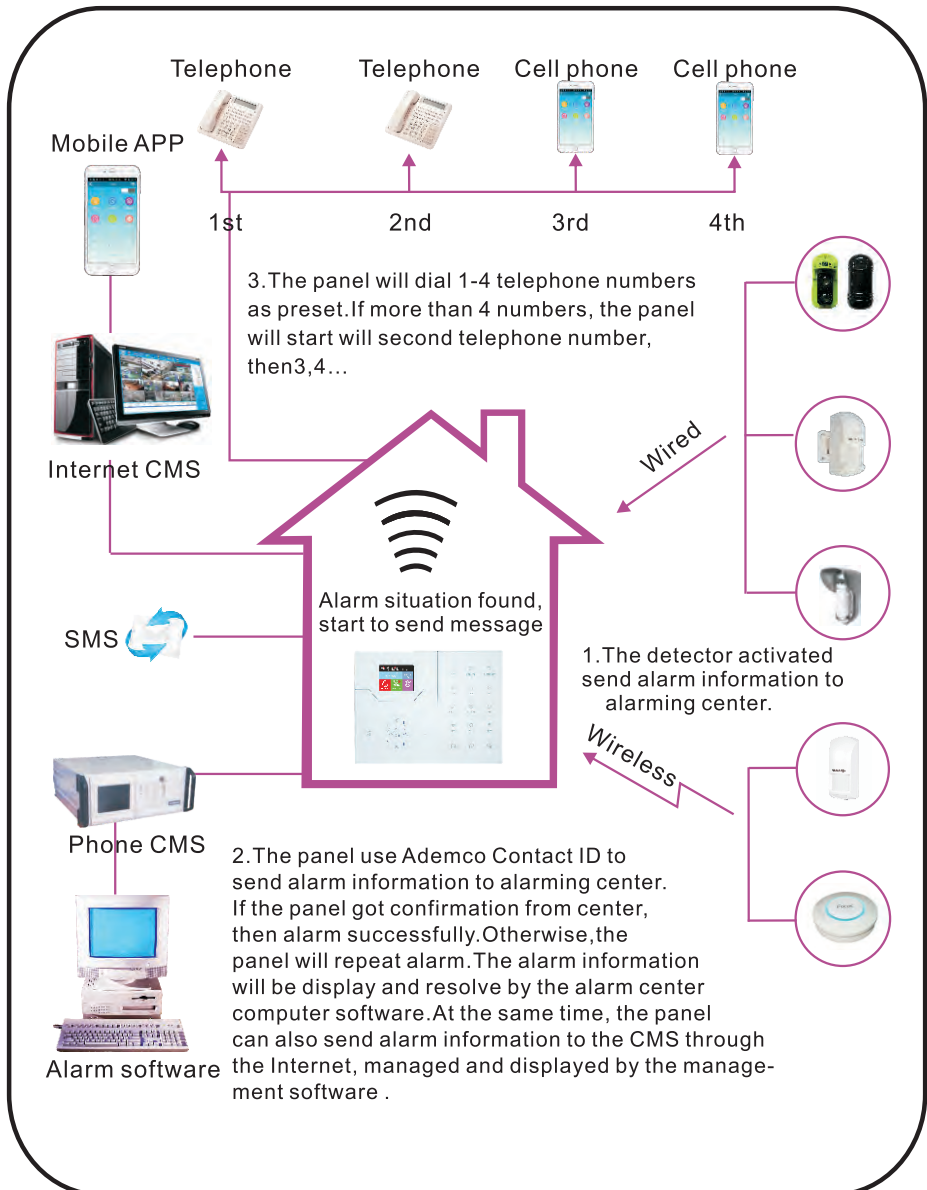 Telephone
Telephone
Cell phone
Cell phone
Mobile APP
1st
2nd
3rd
4th
3.The panel will dial 1-4 telephone numbers
as preset.If more than 4 numbers, the panel
will start will second telephone number,
then3,4...
Wired
Internet CMS
Alarm situation found,
start to send message
SMS
1.The detector activated
send alarm information to
alarming center.
Wireless
Phone CMS
2.The panel use Ademco Contact ID to
send alarm information to alarming center.
If the panel got confirmation from center,
then alarm successfully.Otherwise,the
panel will repeat alarm.The alarm information
will be display and resolve by the alarm center
computer software.At the same time, the panel
can also send alarm information to the CMS through
the Internet, managed and displayed by the manage-
ment software .
Alarm software